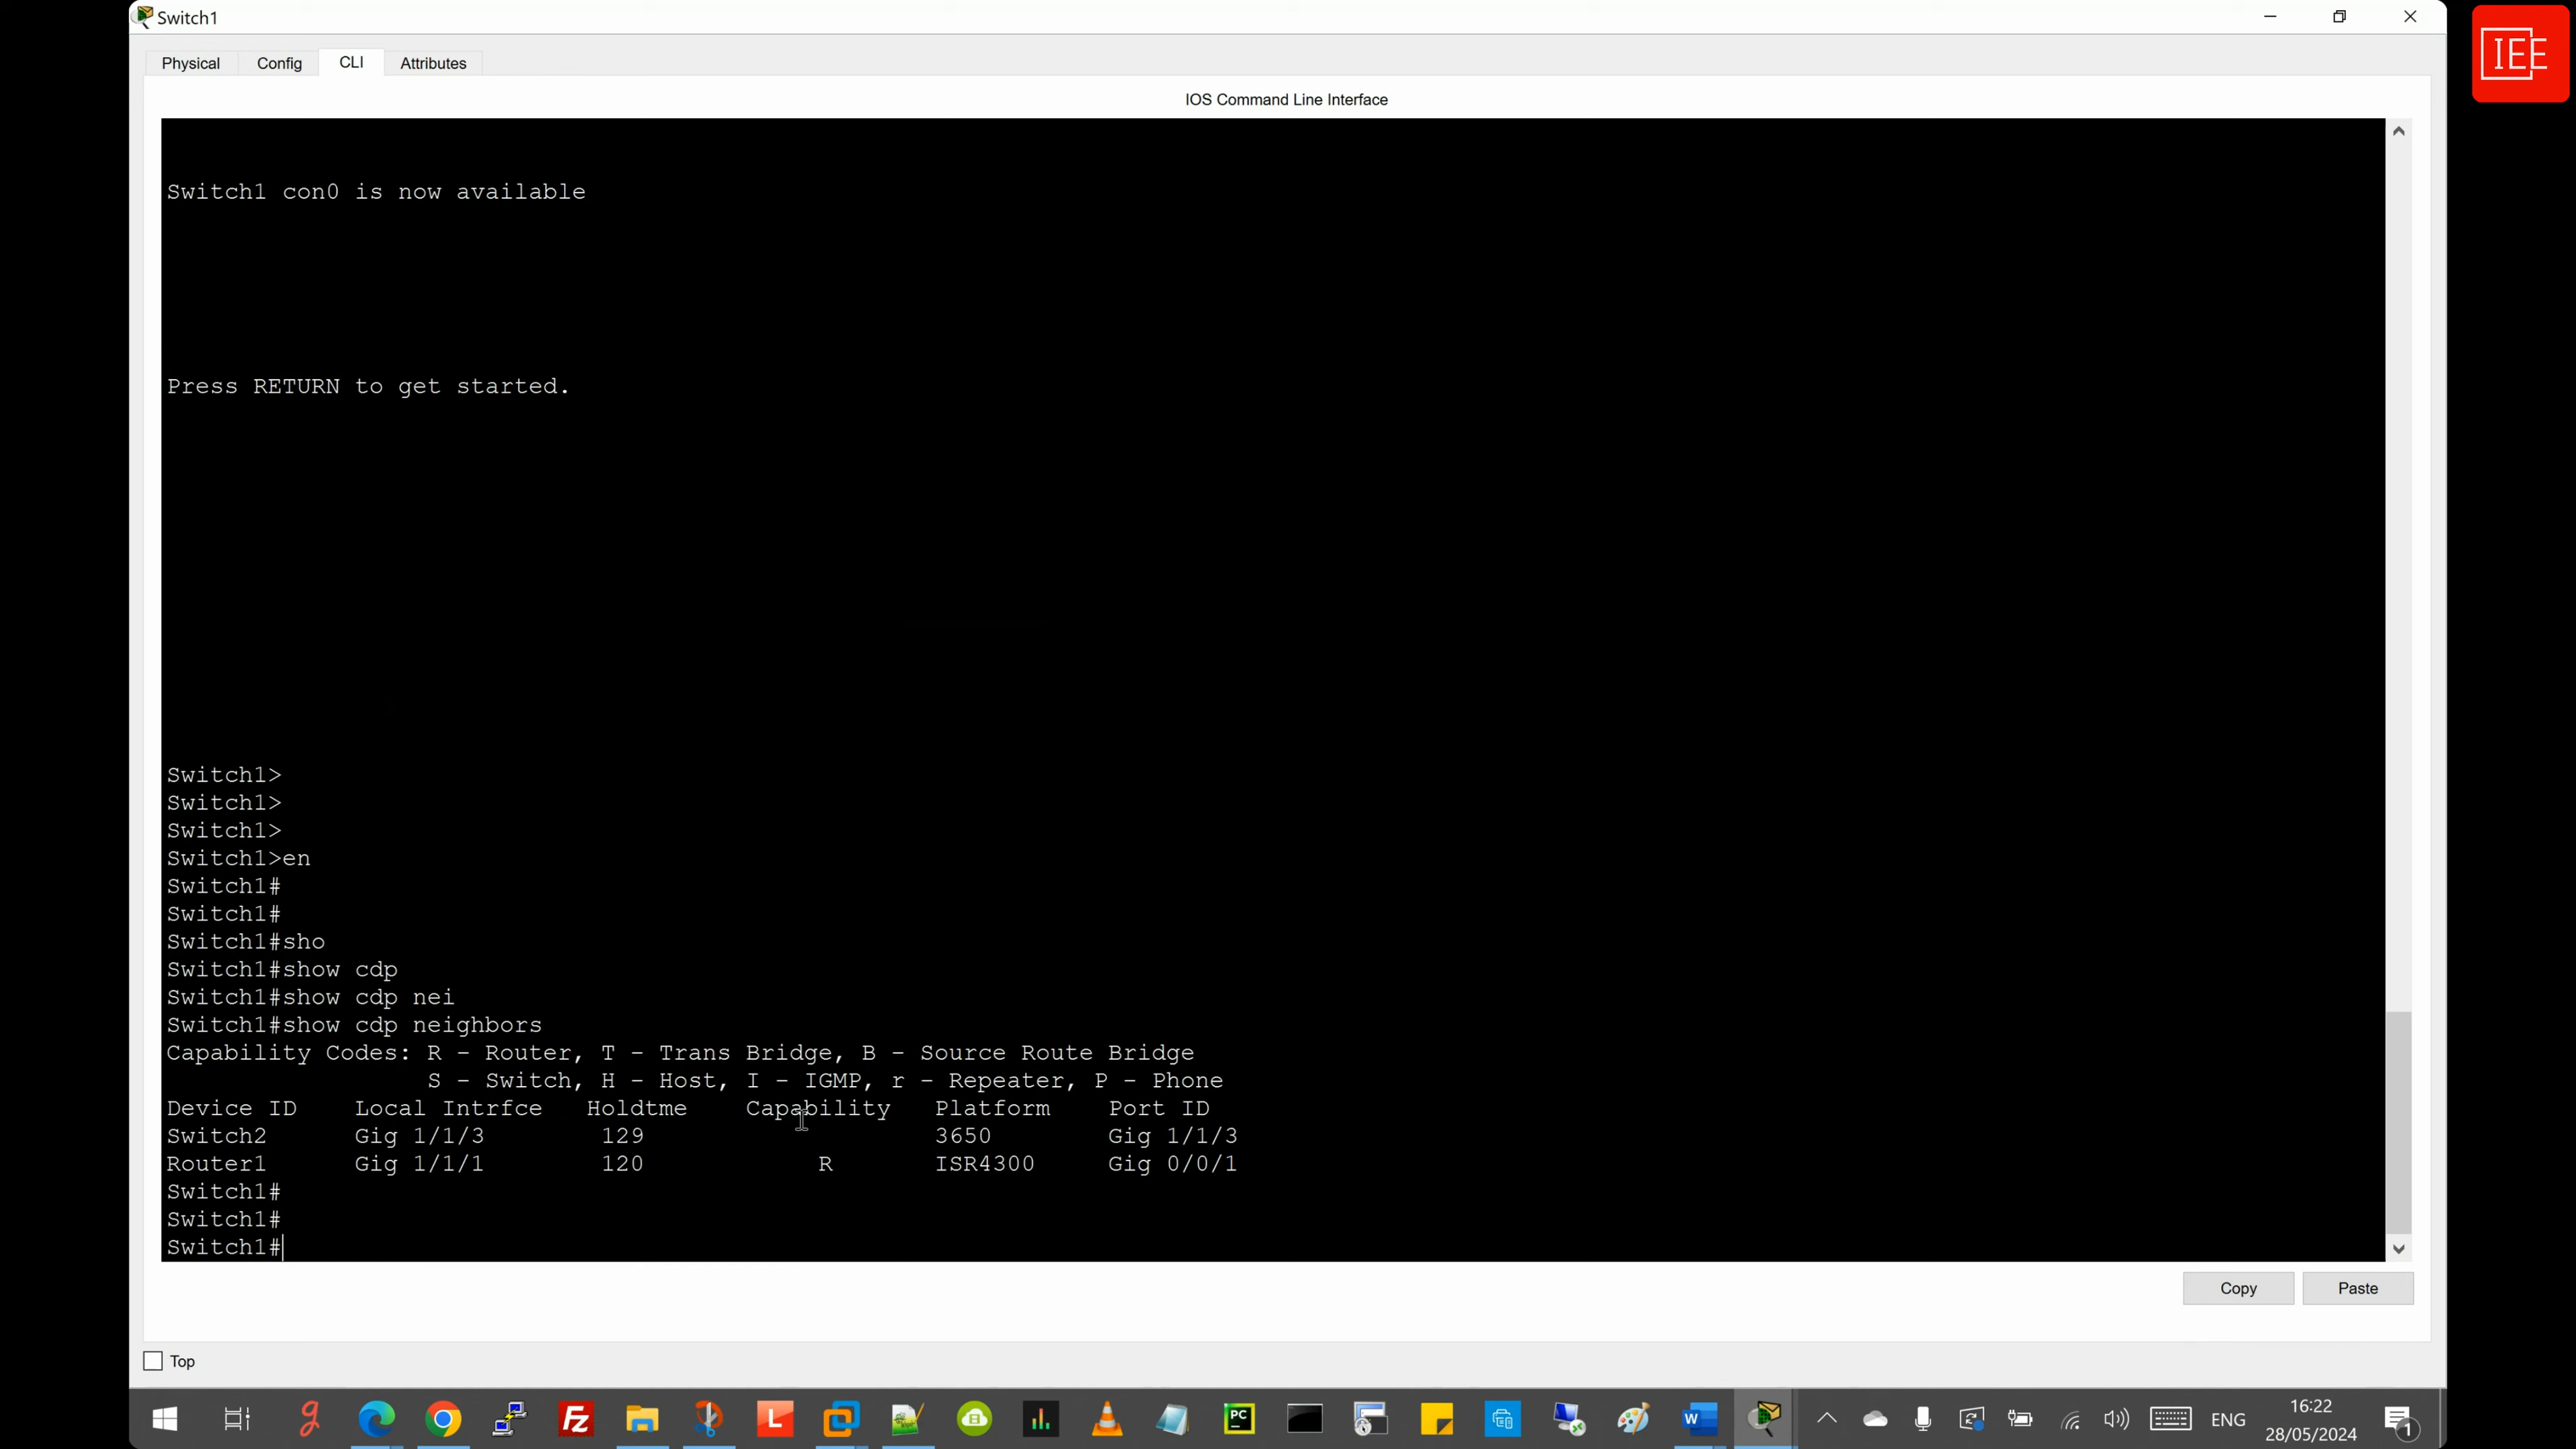 Switch1
IEE
Physical Config CLI Attributes
IOS Command Line Interface
Switch1 con0 is now available
Press RETURN to get started.
Switch1>
Switch1>
Switch1>
Switch1>en
Switch1#
Switch1#
Switch1#sho
Switch1#show cdp
Switch1#show cdp nei
Switch1#show cdp neighbors
Capability Codes: R - Router, T - Trans Bridge, B - Source Route Bridge
S - Switch, H - Host, I - IGMP, r - Repeater, P - Phone
Device ID Local Intrfce Holdtme Capability Platform Port ID
Switch2 Gig 1/1/3 129 3650 Gig 1/1/3
Router1 Gig 1/1/1 120 R ISR4300 Gig 0/0/1
Switch1#
Switch1#
Switch1#
Copy Paste
Top
ENG
16:22
28/05/2024